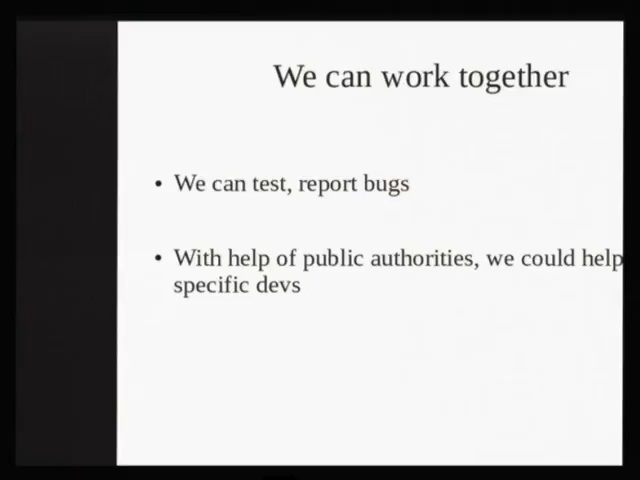 We can work together
• We can test, report bugs
• With help of public authorities, we could help
specific devs